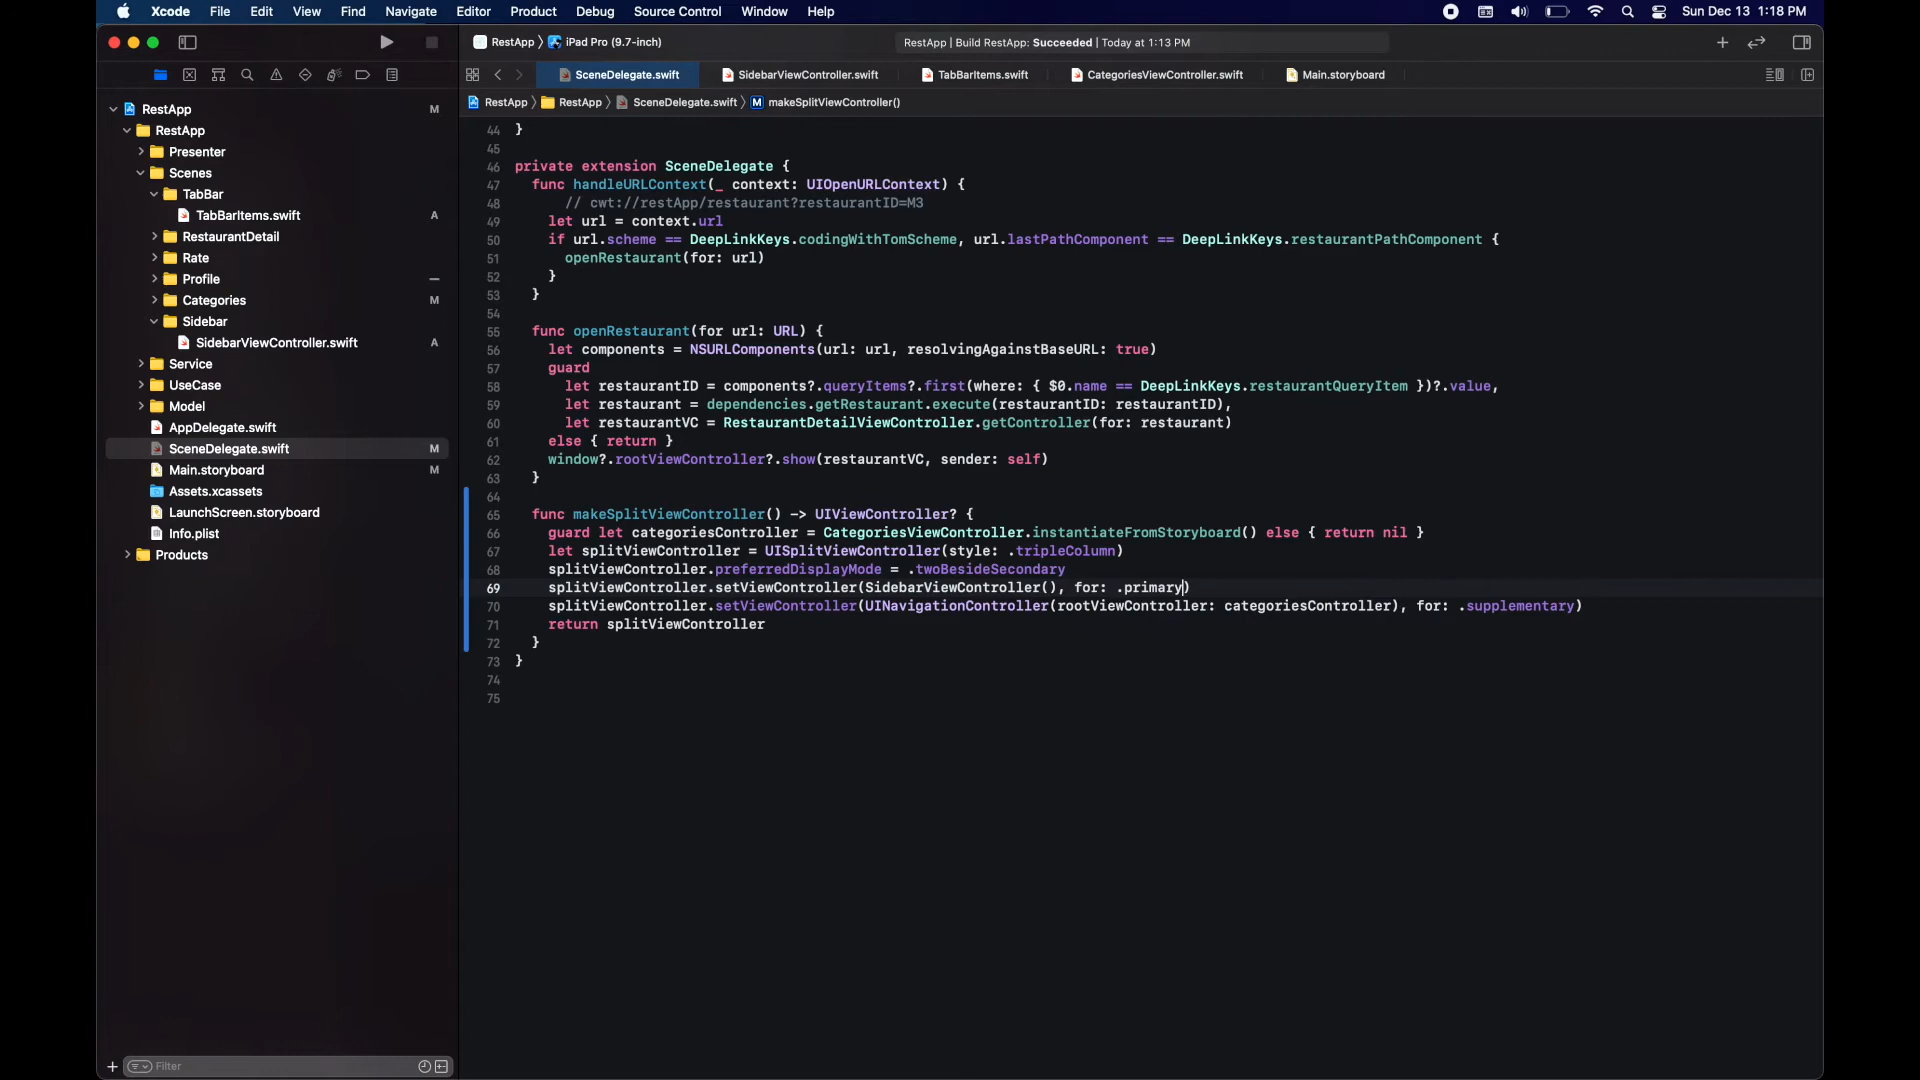 Xcode File Edit View Find Navigate Editor Product Debug Source Control Window Help Sun Dec 13 1:18 PM
RestApp iPad Pro (9.7-inch) RestApp | Build RestApp: Succeeded | Today at 1:13 PM
SceneDelegate.swift SidebarViewController.swift TabBarItems.swift CategoriesViewController.swift Main.storyboard
RestApp RestApp SceneDelegate.swift M makeSplitViewController()
RestApp M
RestApp
Presenter
Scenes
TabBar
TabBarItems.swift A
RestaurantDetail
Rate
Profile
Categories M
Sidebar
SidebarViewController.swift A
Service
UseCase
Model
AppDelegate.swift
SceneDelegate.swift M
Main.storyboard M
Assets.xcassets
LaunchScreen.storyboard
Info.plist
Products
Filter
44 }
45
46 private extension SceneDelegate {
47 func handleURLContext(_ context: UIOpenURLContext) {
48 // cwt://restApp/restaurant?restaurantID=M3
49 let url = context.url
50 if url.scheme == DeepLinkKeys.codingWithTomScheme, url.lastPathComponent == DeepLinkKeys.restaurantPathComponent {
51 openRestaurant(for: url)
52 }
53 }
54
55 func openRestaurant(for url: URL) {
56 let components = NSURLComponents(url: url, resolvingAgainstBaseURL: true)
57 guard
58 let restaurantID = components?.queryItems?.first(where: { $0.name == DeepLinkKeys.restaurantQueryItem })?.value,
59 let restaurant = dependencies.getRestaurant.execute(restaurantID: restaurantID),
60 let restaurantVC = RestaurantDetailViewController.getController(for: restaurant)
61 else { return }
62 window?.rootViewController?.show(restaurantVC, sender: self)
63 }
64
65 func makeSplitViewController() -> UIViewController? {
66 guard let categoriesController = CategoriesViewController.instantiateFromStoryboard() else { return nil }
67 let splitViewController = UISplitViewController(style: .tripleColumn)
68 splitViewController.preferredDisplayMode = .twoBesideSecondary
69 splitViewController.setViewController(SidebarViewController(), for: .primary)
70 splitViewController.setViewController(UINavigationController(rootViewController: categoriesController), for: .supplementary)
71 return splitViewController
72 }
73 }
74
75